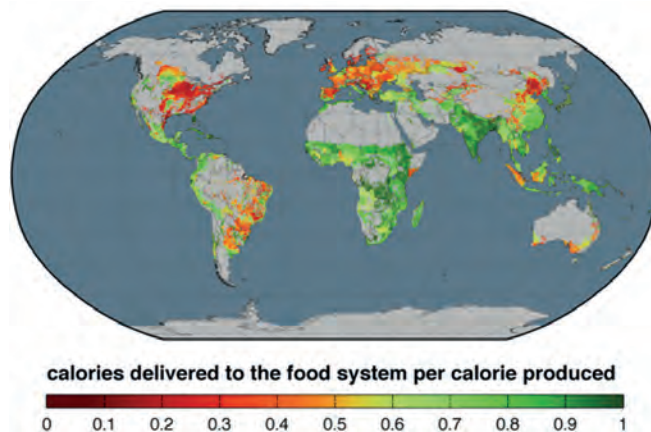 calories delivered to the food system per calorie produced
0 0.1 0.2 0.3 0.4 0.5 0.6 0.7 0.8 0.9 1